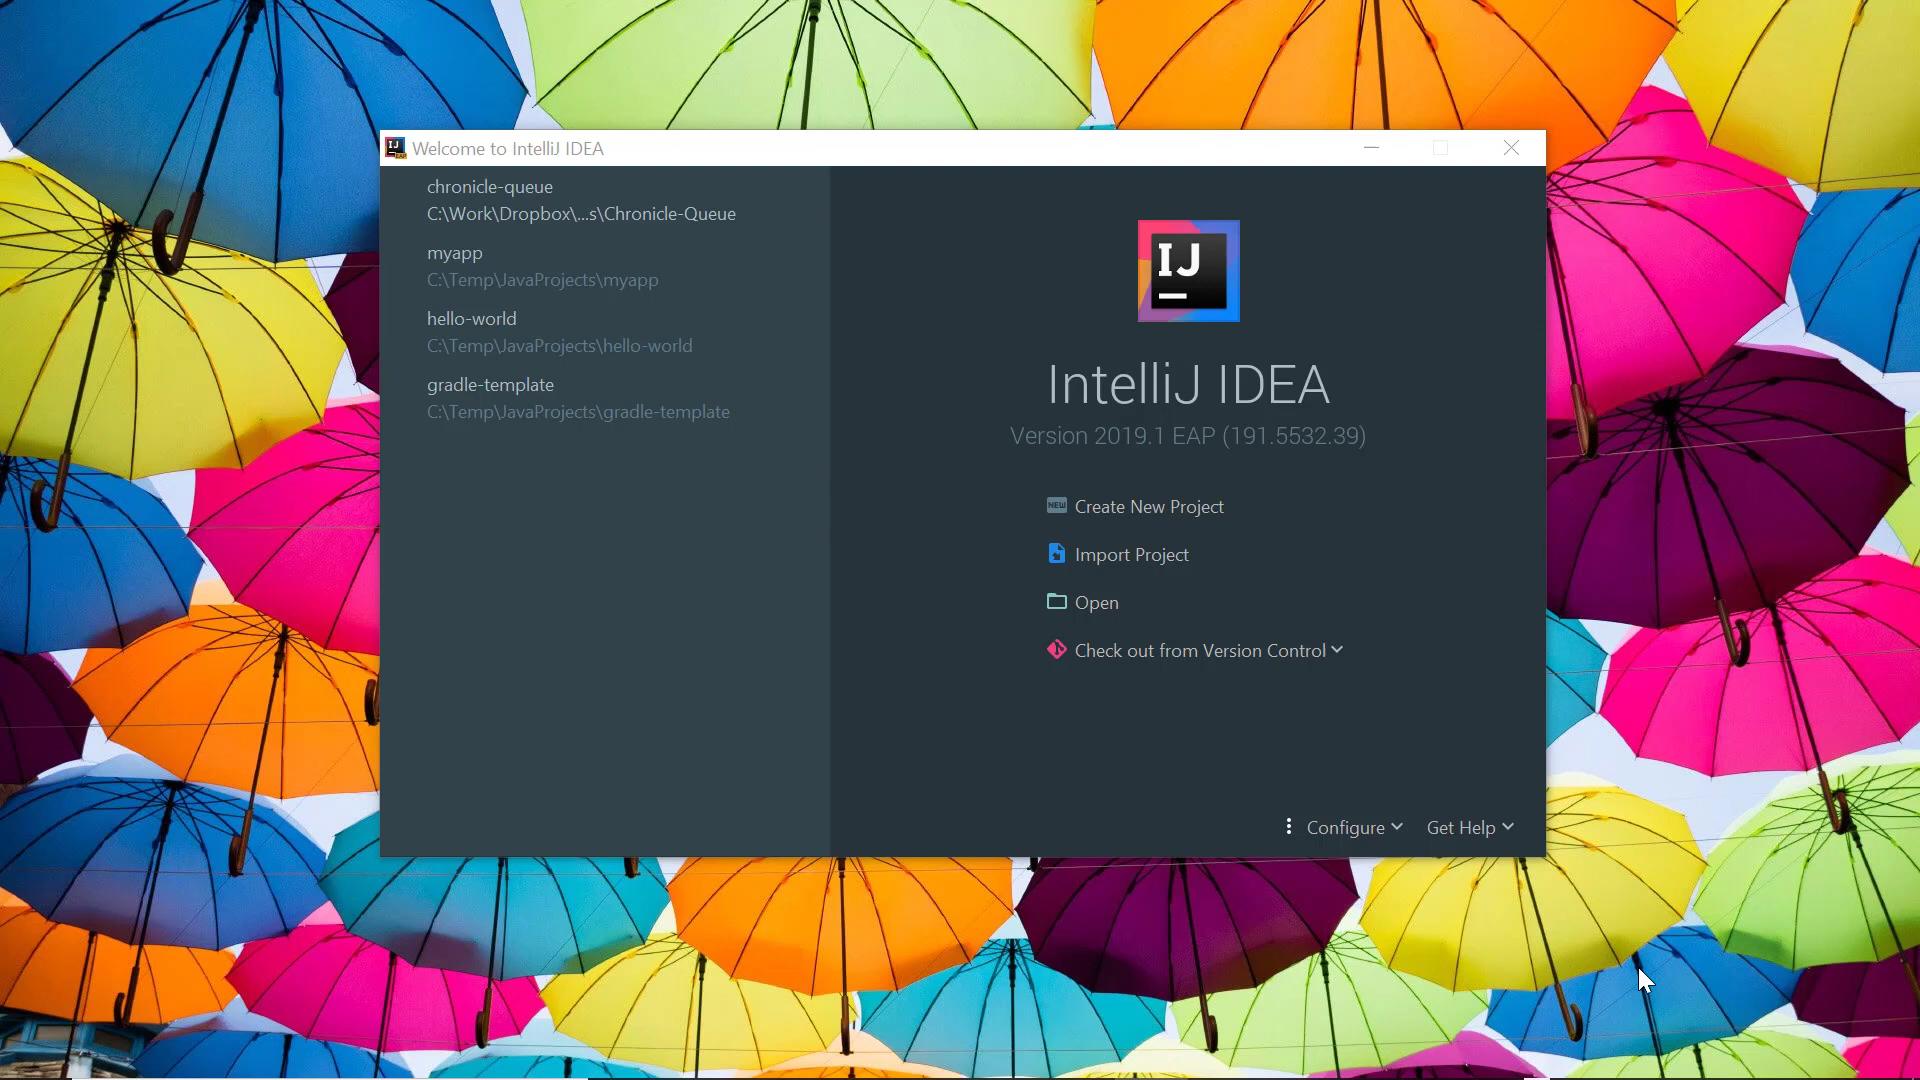 Welcome to IntelliJ IDEA
chronicle-queue
C:\Work\Dropbox\...s\Chronicle-Queue
myapp
C:\Temp\JavaProjects\myapp
hello-world
C:\Temp\JavaProjects\hello-world
gradle-template
C:\Temp\JavaProjects\gradle-template
IJ
IntelliJ IDEA
Version 2019.1 EAP (191.5532.39)
NEW Create New Project
Import Project
Open
Check out from Version Control
Configure
Get Help